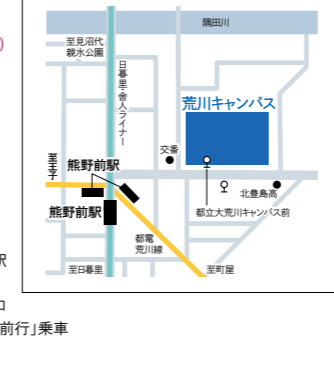 隅田川
至見沼代
親水公園
日暮里・舎人ライナー
荒川キャンパス
交番
至王子
熊野前駅
北豊島高
熊野前駅
都立大荒川キャンパス前
都電
荒川線
至日暮里
至町屋
)
駅
口
前行」乗車